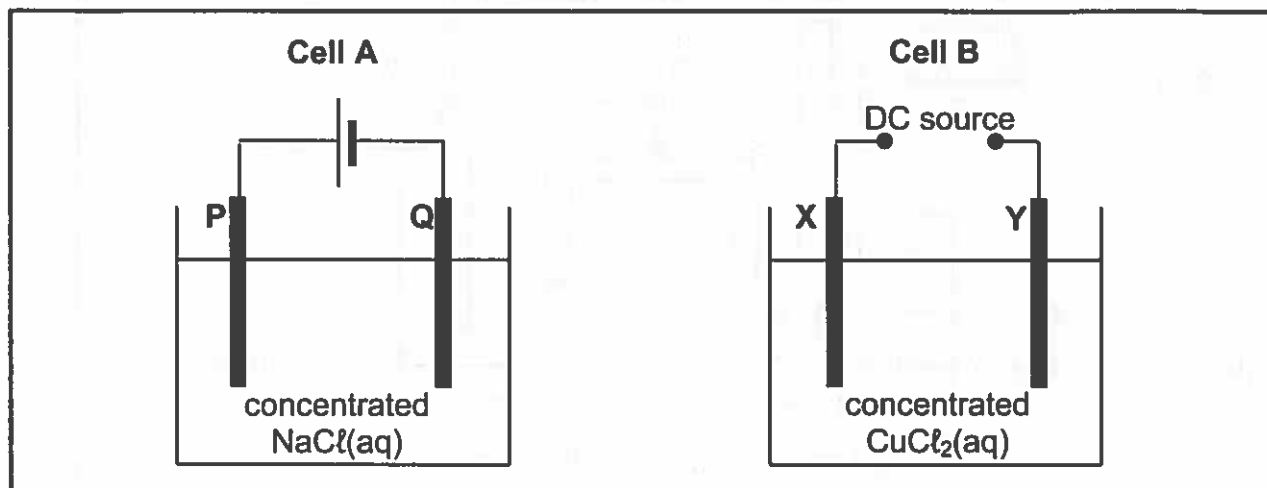 Cell A
Cell B
DC source
P
Q
X
Y
concentrated
NaCℓ(aq)
concentrated
CuCℓ₂(aq)